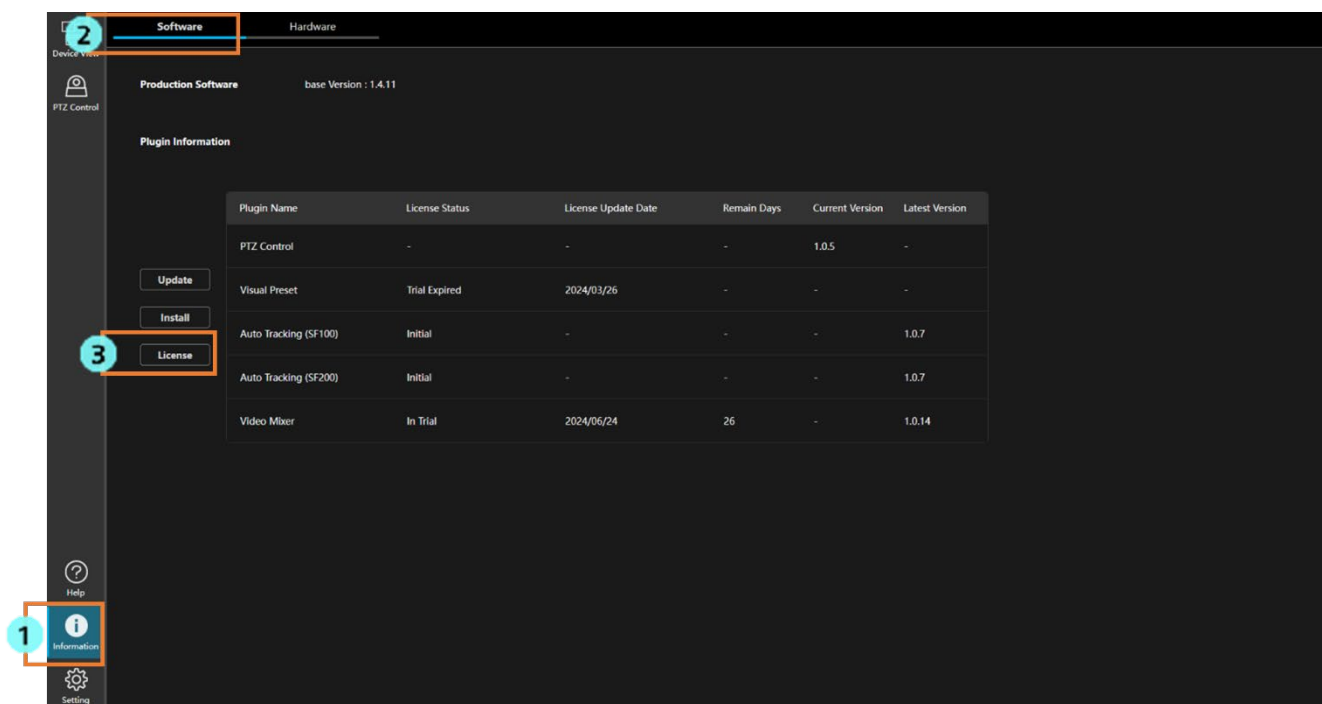 2
Software Hardware
Device View
PTZ Control
Production Software base Version : 1.4.11
Plugin Information
Plugin Name License Status License Update Date Remain Days Current Version Latest Version
PTZ Control - - - 1.0.5 -
Update
Visual Preset Trial Expired 2024/03/26 - - -
Install
Auto Tracking (SF100) Initial - - - 1.0.7
3
License
Auto Tracking (SF200) Initial - - - 1.0.7
Video Mixer In Trial 2024/06/24 26 - 1.0.14
Help
1
Information
Setting